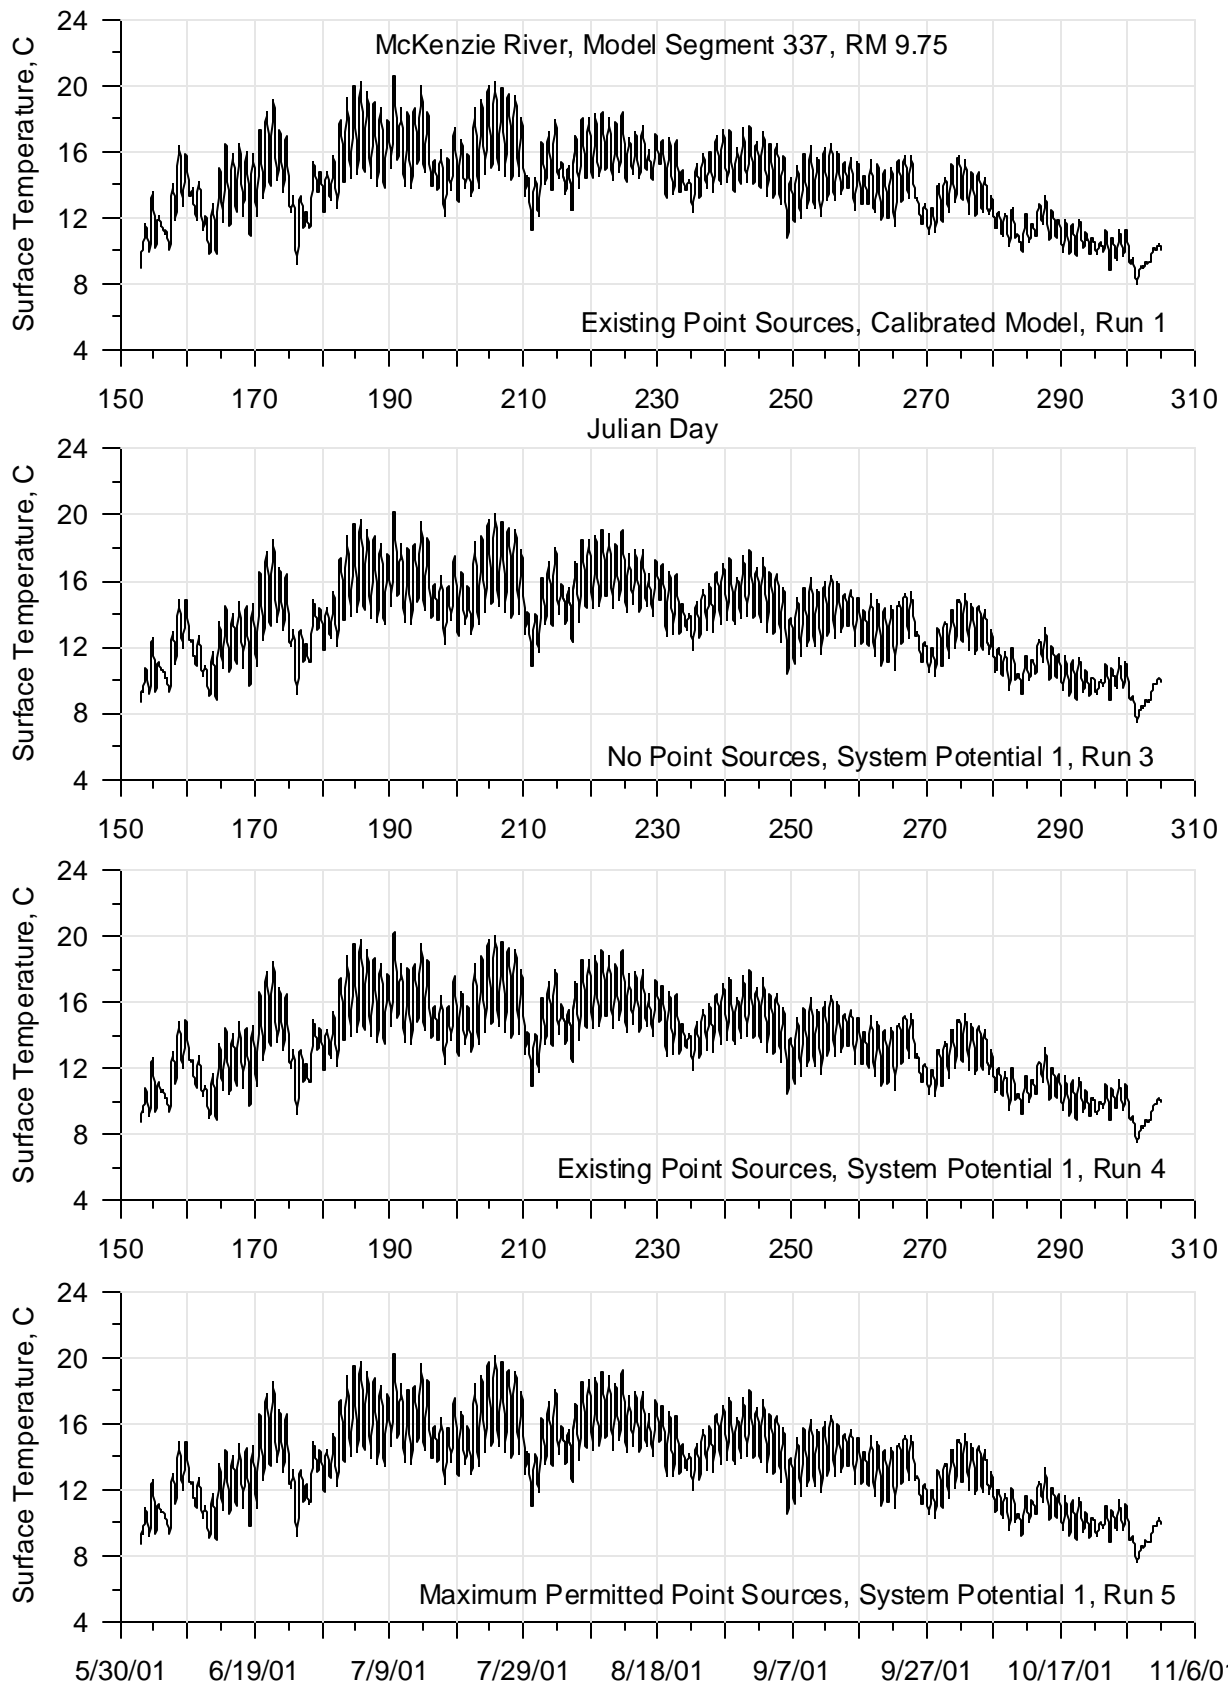 24
McKenzie River, Model Segment 337, RM 9.75
20
16
12
8
Existing Point Sources, Calibrated Model, Run 1
4
Surface Temperature, C
150 170 190 210 230 250 270 290 310
Julian Day
24
20
16
12
8
No Point Sources, System Potential 1, Run 3
4
Surface Temperature, C
150 170 190 210 230 250 270 290 310
24
20
16
12
8
Existing Point Sources, System Potential 1, Run 4
4
Surface Temperature, C
150 170 190 210 230 250 270 290 310
24
20
16
12
8
Maximum Permitted Point Sources, System Potential 1, Run 5
4
Surface Temperature, C
5/30/01 6/19/01 7/9/01 7/29/01 8/18/01 9/7/01 9/27/01 10/17/01 11/6/0